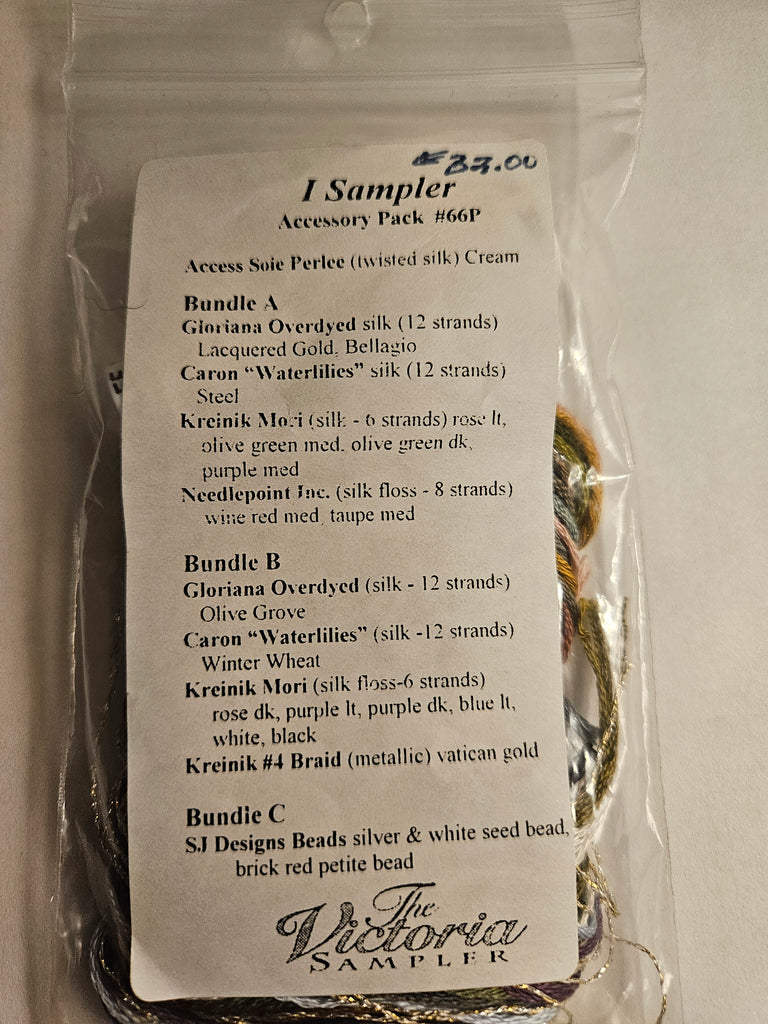 $33.00
I Sampler
Accessory Pack #66P
Access Soie Perlee (twisted silk) Cream
Bundle A
Gloriana Overdyed silk (12 strands)
Lacquered Gold, Bellagio
Caron “Waterlilies” silk (12 strands)
Steel
Kreinik Mori (silk - 6 strands) rose lt,
olive green med, olive green dk,
purple med
Needlepoint Inc. (silk floss - 8 strands)
wine red med, taupe med
Bundle B
Gloriana Overdyed (silk - 12 strands)
Olive Grove
Caron “Waterlilies” (silk -12 strands)
Winter Wheat
Kreinik Mori (silk floss-6 strands)
rose dk, purple lt, purple dk, blue lt,
white, black
Kreinik #4 Braid (metallic) vatican gold
Bundle C
SJ Designs Beads silver & white seed bead,
brick red petite bead
The
Victoria
SAMPLER